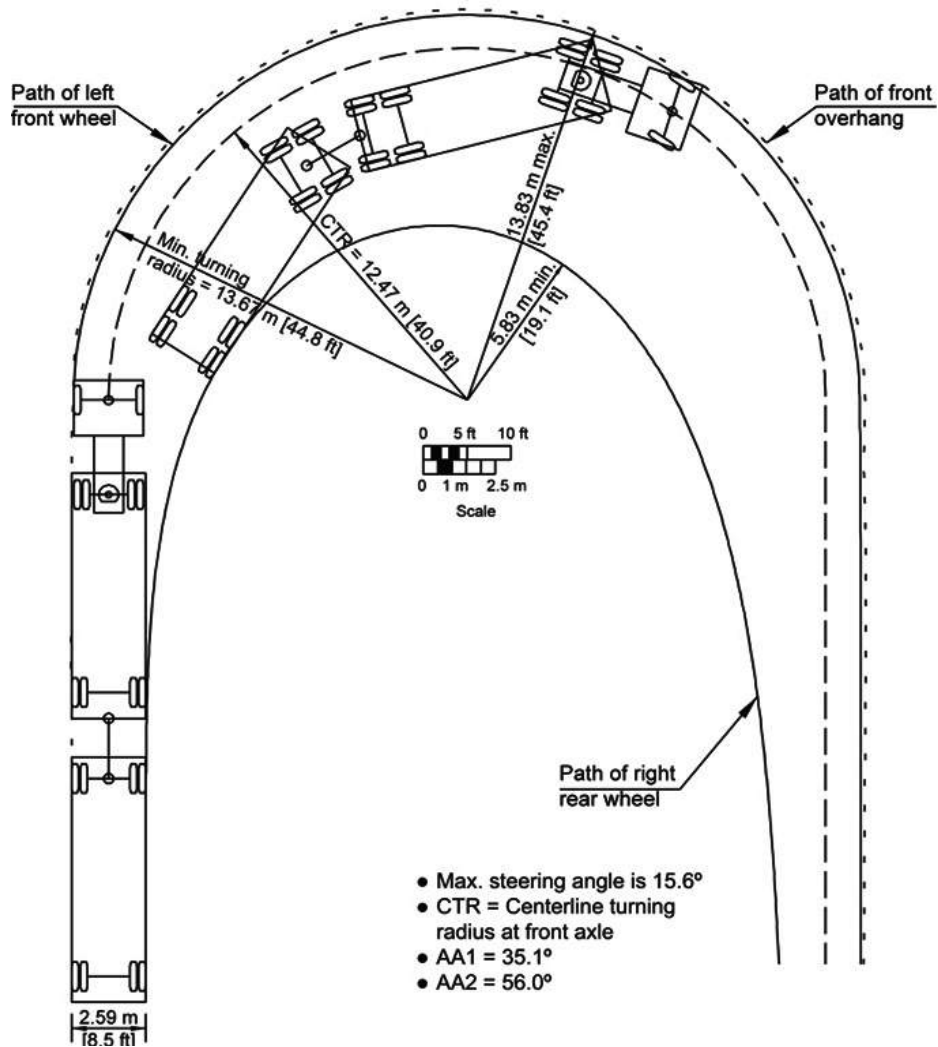 Path of left
front wheel
Path of front
overhang
13.83 m max.
[45.4 ft]
CTR = 12.47 m [40.9 ft]
Min. turning
radius = 13.67 m [44.8 ft]
5.83 m min.
[19.1 ft]
0 5 ft 10 ft
0 1 m 2.5 m
Scale
Path of right
rear wheel
● Max. steering angle is 15.6º
● CTR = Centerline turning
radius at front axle
● AA1 = 35.1º
● AA2 = 56.0º
2.59 m
[8.5 ft]